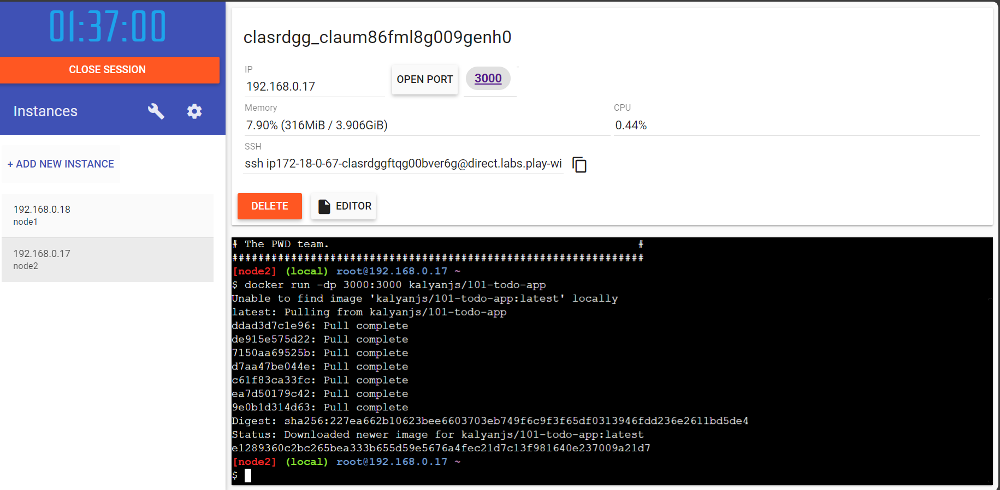 01:37:00
CLOSE SESSION
Instances
+ ADD NEW INSTANCE
192.168.0.18
node1
192.168.0.17
node2
clasrdgg_claum86fml8g009genh0
IP
192.168.0.17
OPEN PORT
3000
Memory
7.90% (316MiB / 3.906GiB)
CPU
0.44%
SSH
ssh ip172-18-0-67-clasrdggftqg00bver6g@direct.labs.play-wi
DELETE
EDITOR
# The PWD team. #
###############################################################
[node2] (local) root@192.168.0.17 ~
$ docker run -dp 3000:3000 kalyanjs/101-todo-app
Unable to find image 'kalyanjs/101-todo-app:latest' locally
latest: Pulling from kalyanjs/101-todo-app
ddad3d7c1e96: Pull complete
de915e575d22: Pull complete
7150aa69525b: Pull complete
d7aa47be044e: Pull complete
c61f83ca33fc: Pull complete
ea7d50179c42: Pull complete
9e0b1d314d63: Pull complete
Digest: sha256:227ea662b10623bee6603703eb749f6c9f3f65df0313946fdd236e2611bd5de4
Status: Downloaded newer image for kalyanjs/101-todo-app:latest
e1289360c2bc265bea333b655d59e5676a4fec21d7c13f981640e237009a21d7
[node2] (local) root@192.168.0.17 ~
$